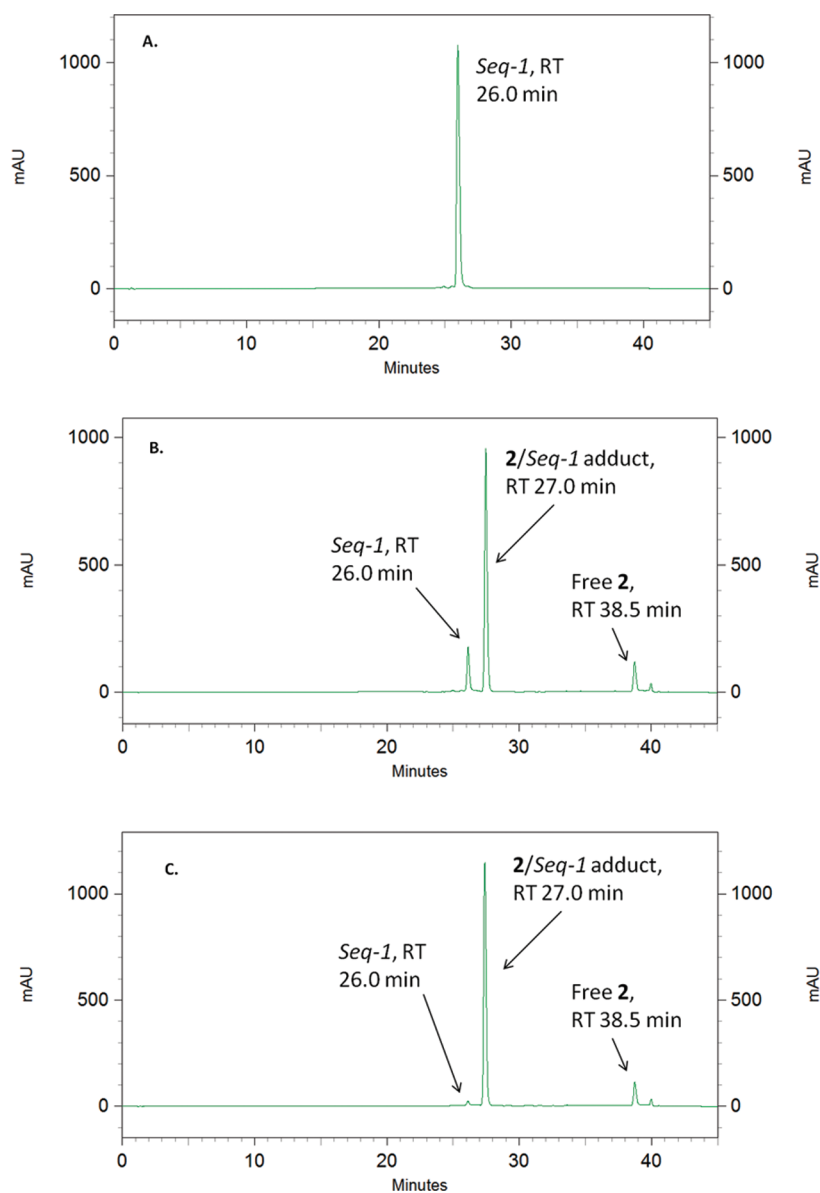 A.
Seq-1, RT
26.0 min
1000
500
0
mAU
1000
500
0
mAU
0
10
20
30
40
Minutes
B.
2/Seq-1 adduct,
RT 27.0 min
Seq-1, RT
26.0 min
Free 2,
RT 38.5 min
1000
500
0
mAU
1000
500
0
mAU
0
10
20
30
40
Minutes
C.
2/Seq-1 adduct,
RT 27.0 min
Seq-1, RT
26.0 min
Free 2,
RT 38.5 min
1000
500
0
mAU
1000
500
0
mAU
0
10
20
30
40
Minutes